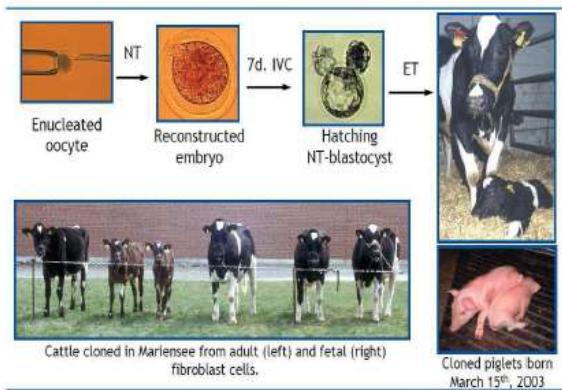 NT
7d. IVC
ET
Enucleated
oocyte
Reconstructed
embryo
Hatching
NT-blastocyst
Cattle cloned in Mariensee from adult (left) and fetal (right)
fibroblast cells.
Cloned piglets born
March 15th, 2003